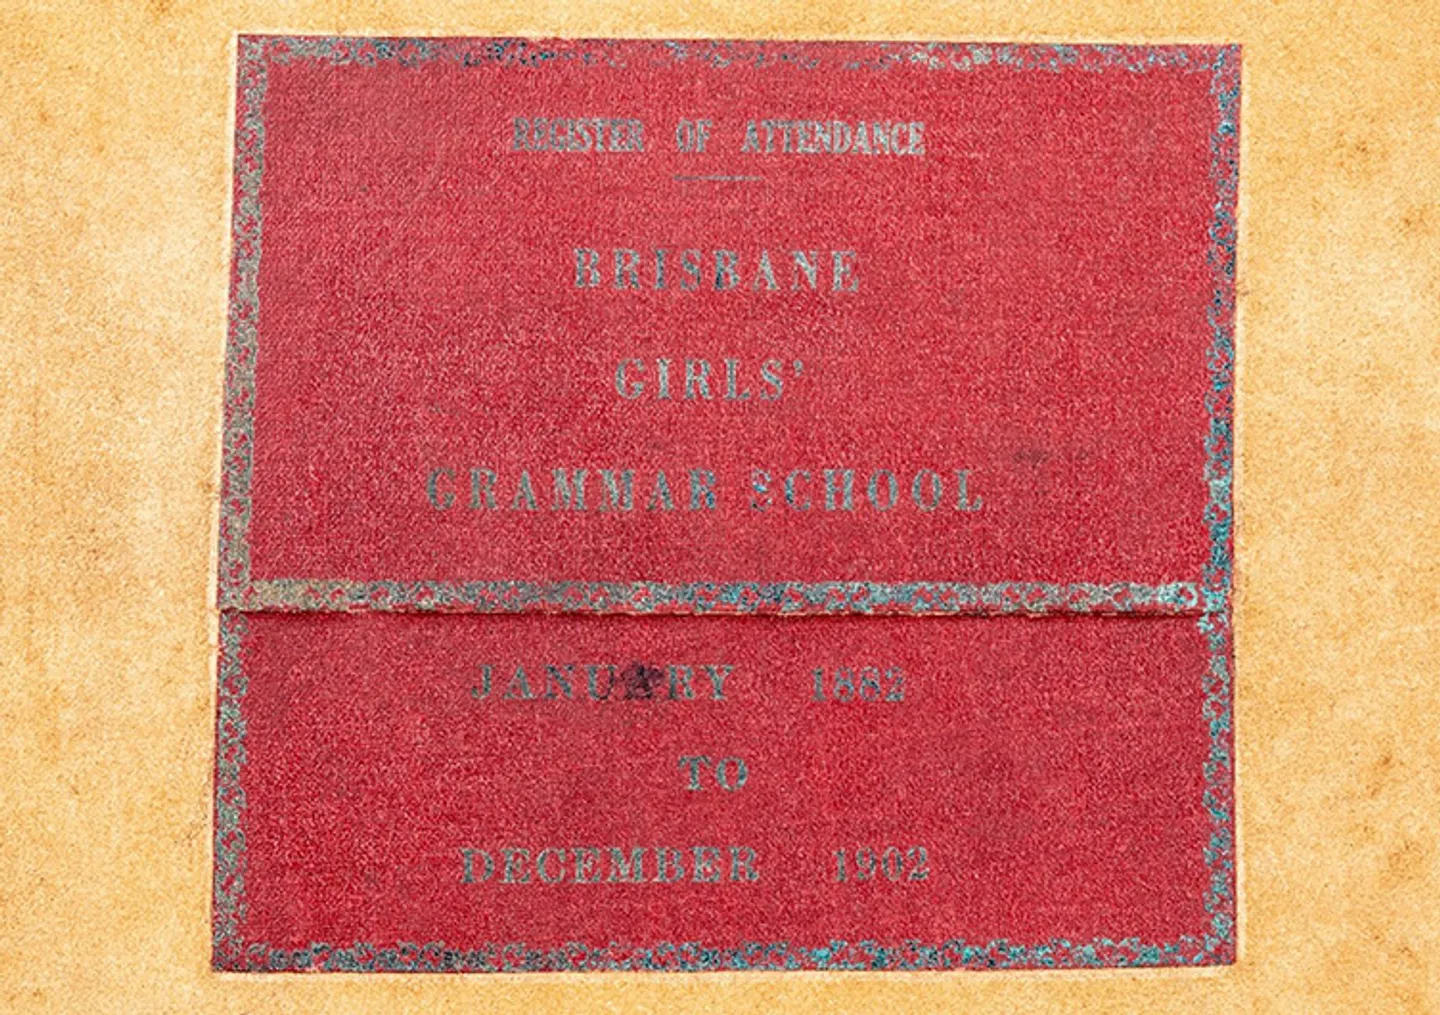 REGISTER OF ATTENDANCE
BRISBANE
GIRLS'
GRAMMAR SCHOOL
JANUARY 1882
TO
DECEMBER 1902